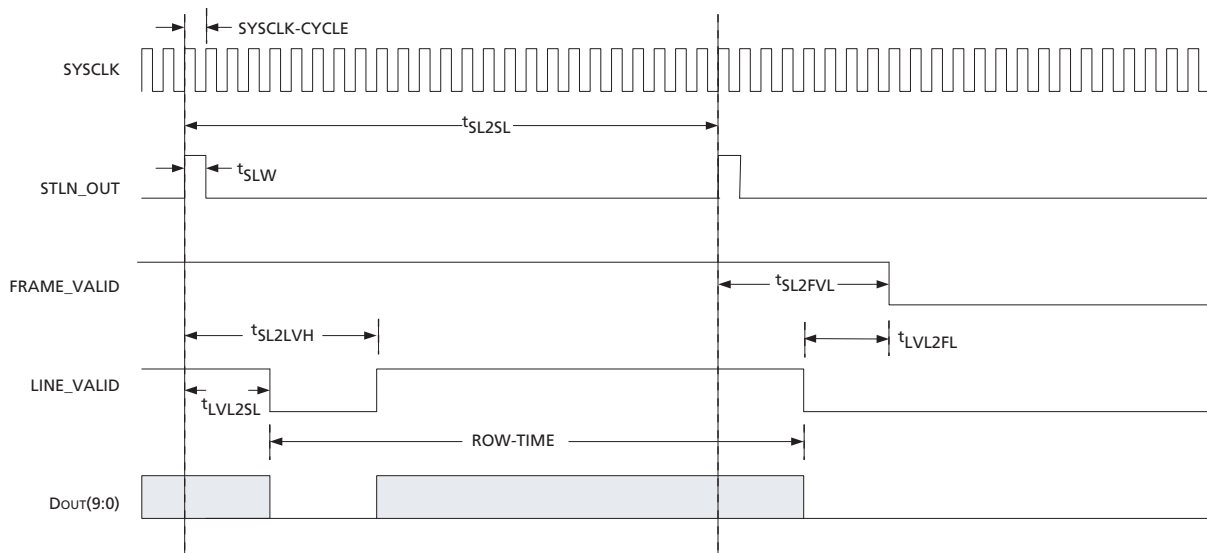 SYSCLK-CYCLE
SYSCLK
tSL2SL
tSLW
STLN_OUT
tSL2FVL
FRAME_VALID
tSL2LVH
tLVL2FL
LINE_VALID
tLVL2SL
ROW-TIME
DOUT(9:0)